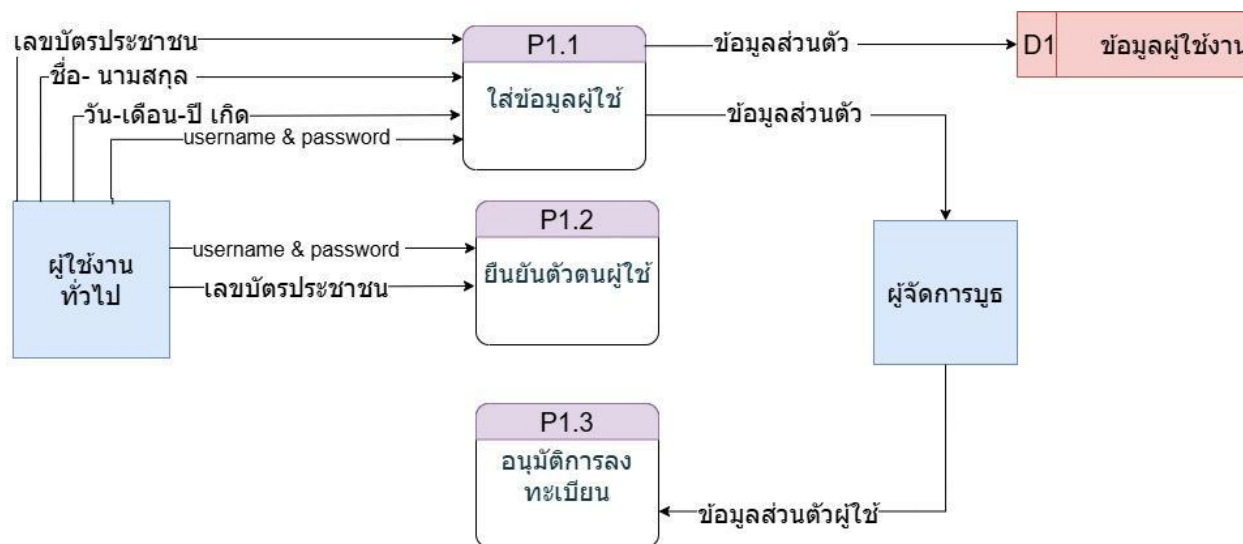 เลขบัตรประชาชน
ชื่อ- นามสกุล
วัน-เดือน-ปี เกิด
username & password
P1.1
ใส่ข้อมูลผู้ใช้
ข้อมูลส่วนตัว
D1
ข้อมูลผู้ใช้งาน
ข้อมูลส่วนตัว
ผู้ใช้งาน
ทั่วไป
username & password
เลขบัตรประชาชน
P1.2
ยืนยันตัวตนผู้ใช้
ผู้จัดการบูธ
P1.3
อนุมัติการลง
ทะเบียน
ข้อมูลส่วนตัวผู้ใช้